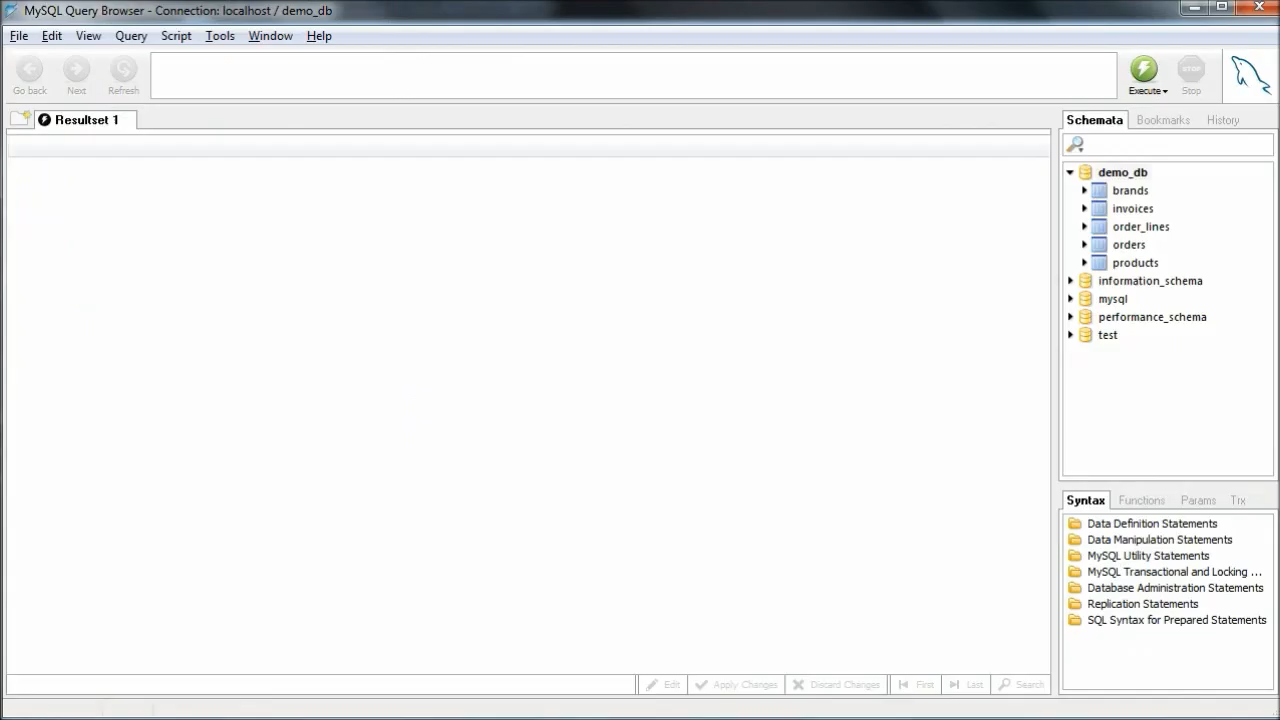 MySQL Query Browser - Connection: localhost / demo_db
File Edit View Query Script Tools Window Help
Go back Next Refresh Execute STOP Stop
Resultset 1
Schemata Bookmarks History
demo_db
brands
invoices
order_lines
orders
products
information_schema
mysql
performance_schema
test
Syntax Functions Params Trx
Data Definition Statements
Data Manipulation Statements
MySQL Utility Statements
MySQL Transactional and Locking ...
Database Administration Statements
Replication Statements
SQL Syntax for Prepared Statements
Edit Apply Changes Discard Changes First Last Search